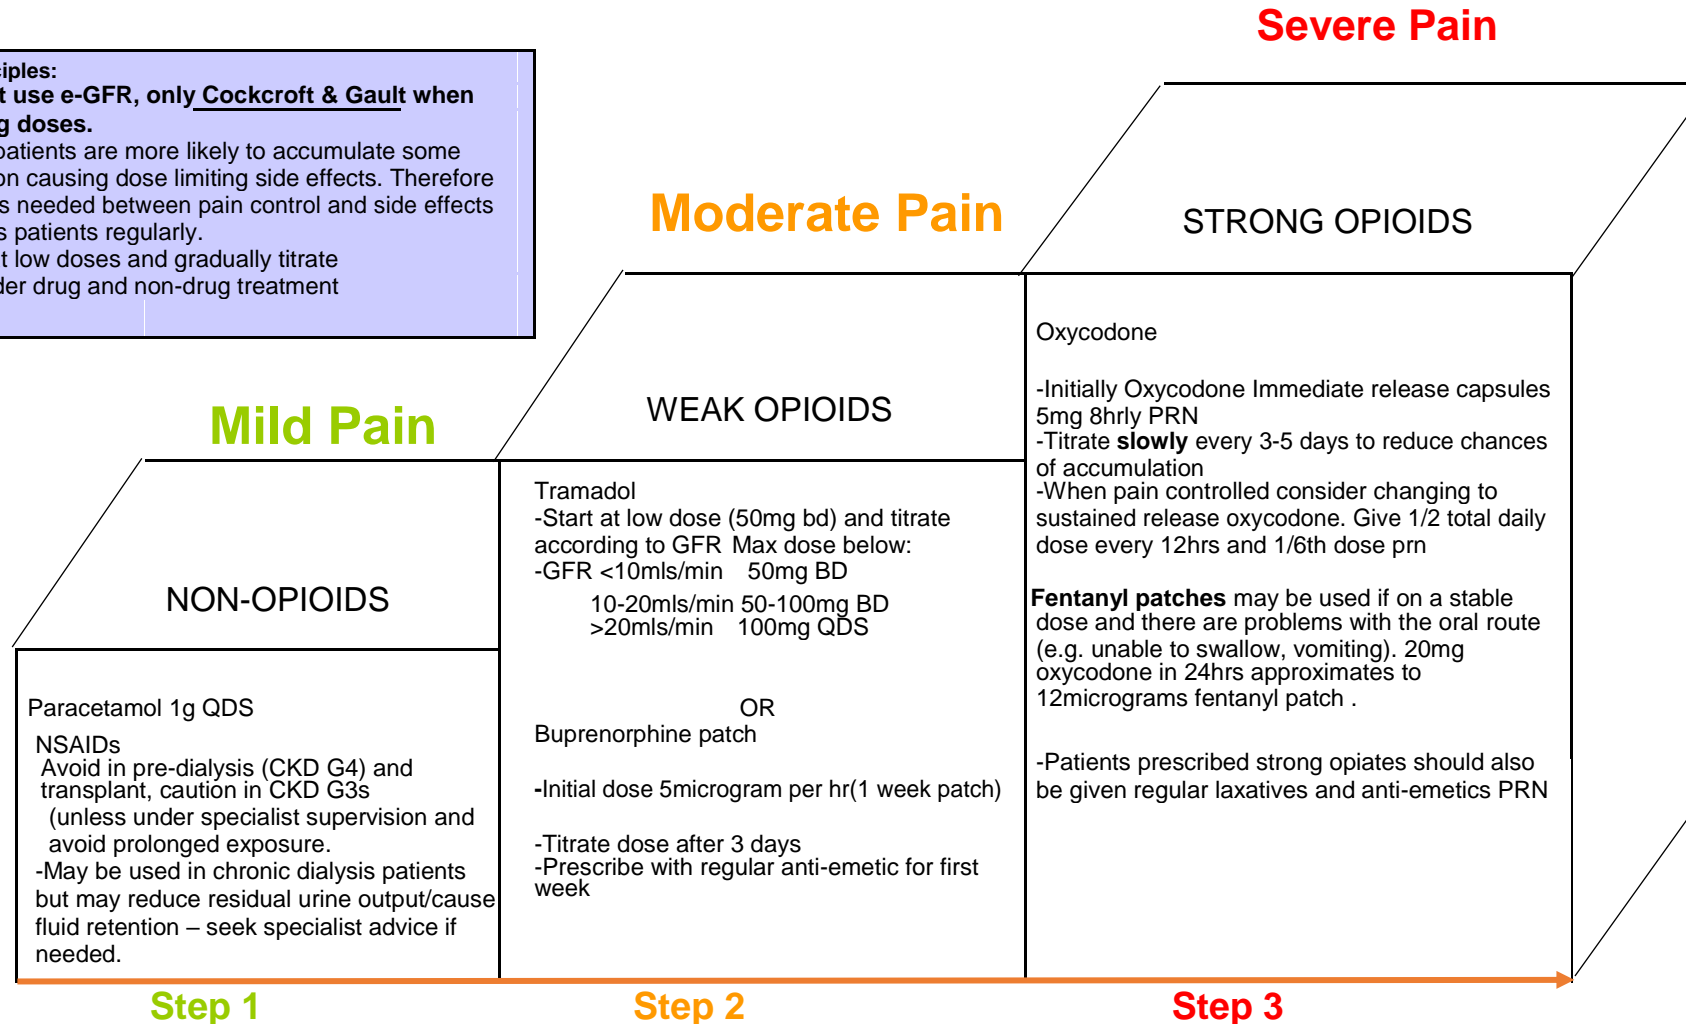 Severe Pain
ciples:
t use e-GFR, only Cockcroft & Gault when
g doses.
patients are more likely to accumulate some
on causing dose limiting side effects. Therefore
s needed between pain control and side effects
s patients regularly.
t low doses and gradually titrate
der drug and non-drug treatment
Moderate Pain
STRONG OPIOIDS
Mild Pain
WEAK OPIOIDS
NON-OPIOIDS
Paracetamol 1g QDS
NSAIDs
Avoid in pre-dialysis (CKD G4) and
transplant, caution in CKD G3s
(unless under specialist supervision and
avoid prolonged exposure.
-May be used in chronic dialysis patients
but may reduce residual urine output/cause
fluid retention – seek specialist advice if
needed.
Tramadol
-Start at low dose (50mg bd) and titrate
according to GFR Max dose below:
-GFR <10mls/min 50mg BD
10-20mls/min 50-100mg BD
>20mls/min 100mg QDS
OR
Buprenorphine patch
-Initial dose 5microgram per hr(1 week patch)
-Titrate dose after 3 days
-Prescribe with regular anti-emetic for first
week
Oxycodone
-Initially Oxycodone Immediate release capsules
5mg 8hrly PRN
-Titrate slowly every 3-5 days to reduce chances
of accumulation
-When pain controlled consider changing to
sustained release oxycodone. Give 1/2 total daily
dose every 12hrs and 1/6th dose prn
Fentanyl patches may be used if on a stable
dose and there are problems with the oral route
(e.g. unable to swallow, vomiting). 20mg
oxycodone in 24hrs approximates to
12micrograms fentanyl patch .
-Patients prescribed strong opiates should also
be given regular laxatives and anti-emetics PRN
Step 1
Step 2
Step 3